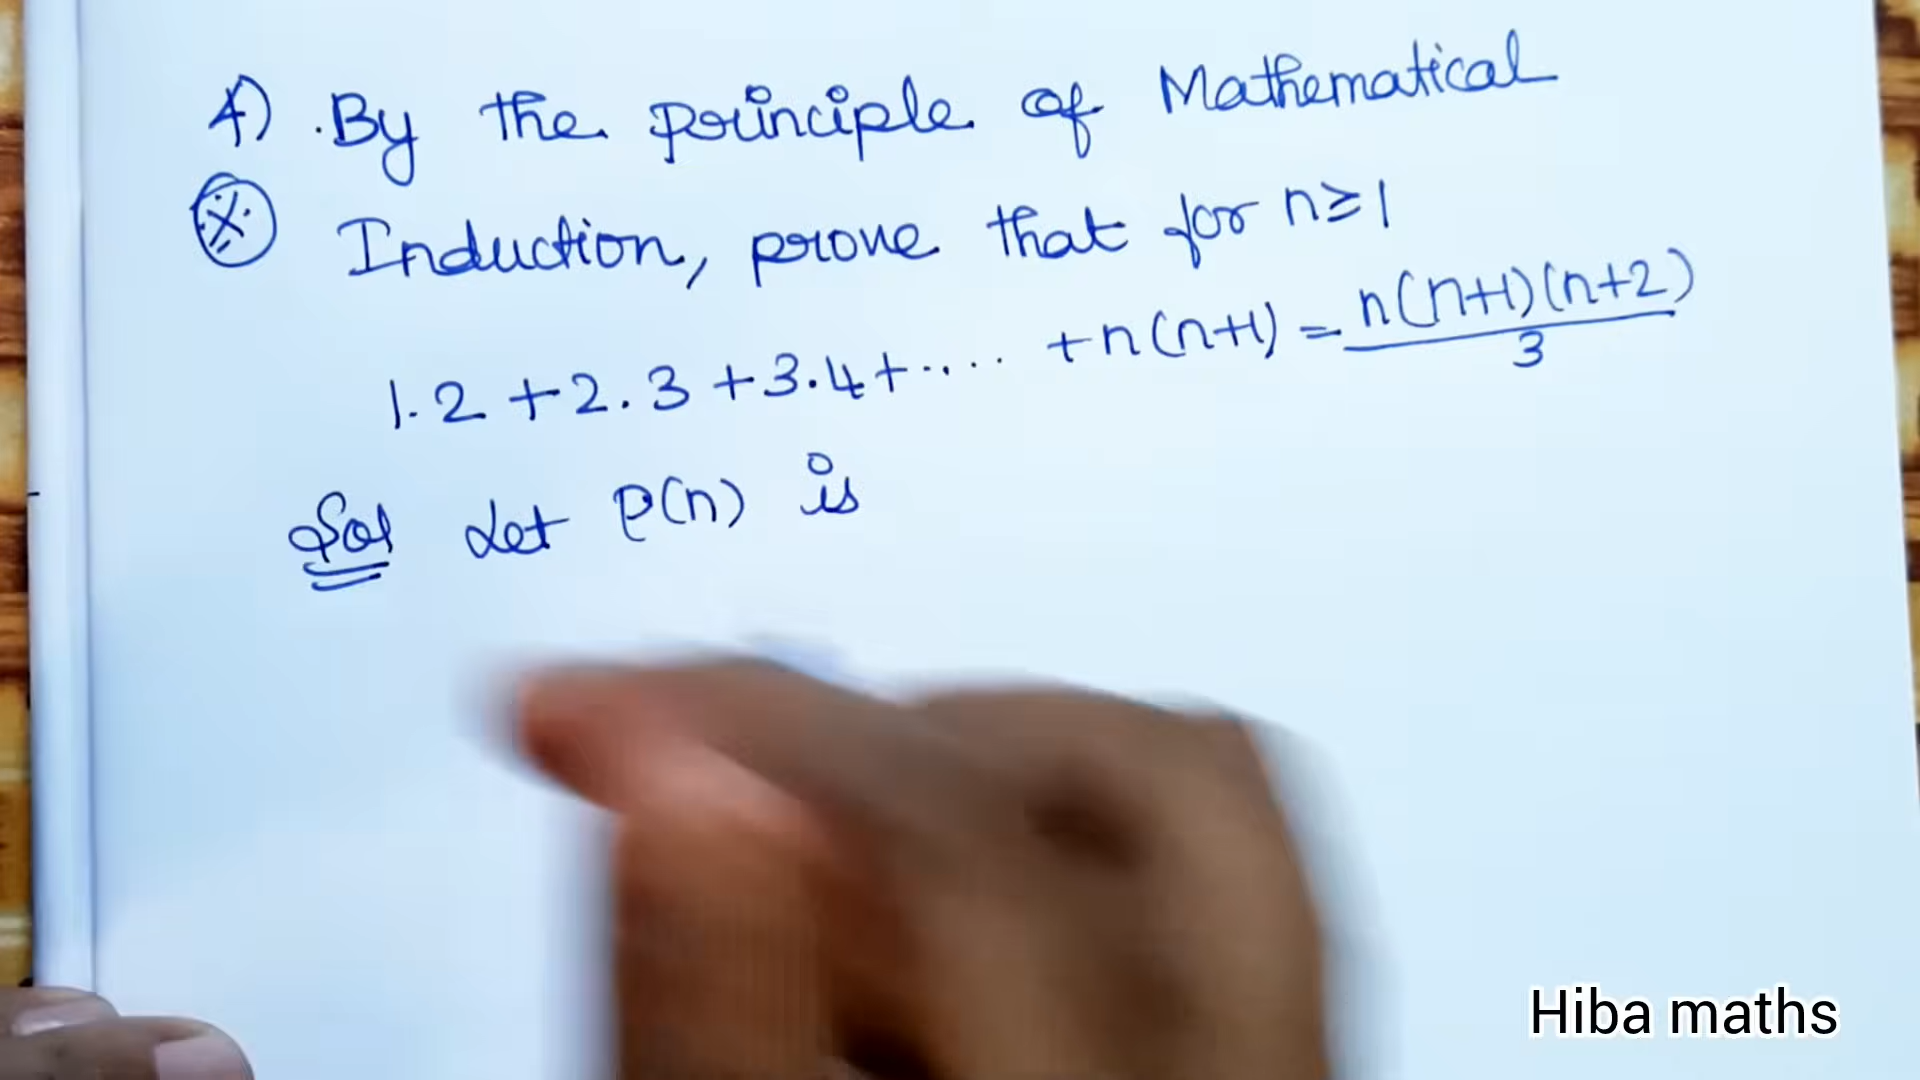 4) By the principle of Mathematical
Induction, prove that for n≥1
1.2 + 2.3 + 3.4 + .... + n(n+1) = n(n+1)(n+2)/3
Sol Let P(n) is
Hiba maths